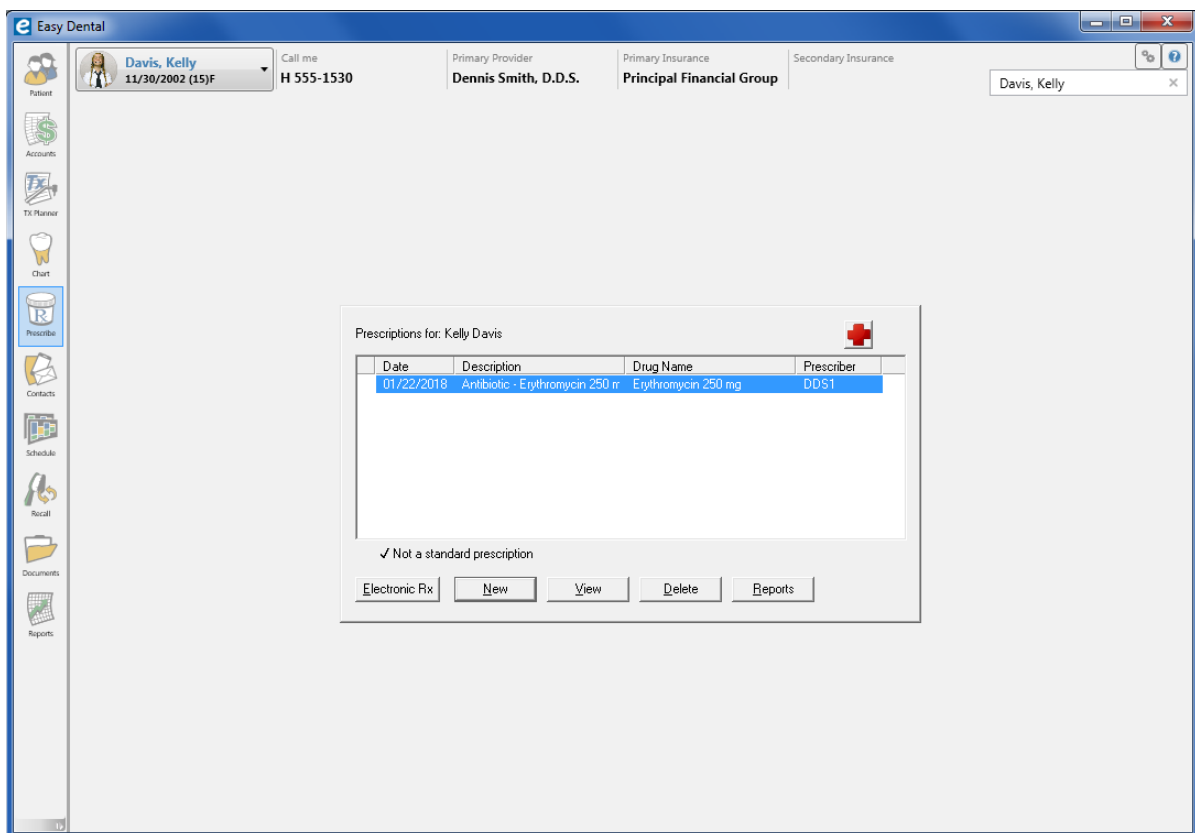 Easy Dental
Patient
Accounts
TX Planner
Chart
Prescribe
Contacts
Schedule
Recall
Documents
Reports
Davis, Kelly
11/30/2002 (15)F
Call me
H 555-1530
Primary Provider
Dennis Smith, D.D.S.
Primary Insurance
Principal Financial Group
Secondary Insurance
Davis, Kelly
Prescriptions for: Kelly Davis
Date Description Drug Name Prescriber
01/22/2018 Antibiotic - Erythromycin 250 Erythromycin 250 mg DDS1
Not a standard prescription
Electronic Rx New View Delete Reports